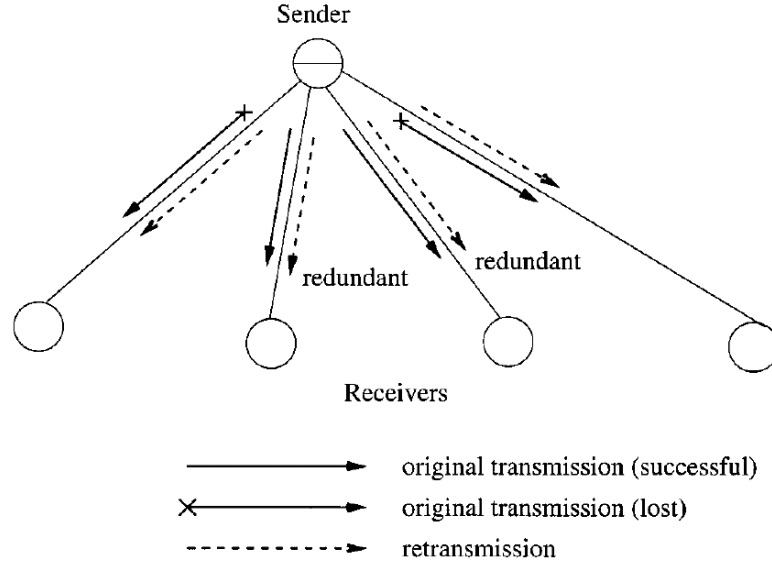 Sender
redundant
redundant
Receivers
original transmission (successful)
original transmission (lost)
retransmission